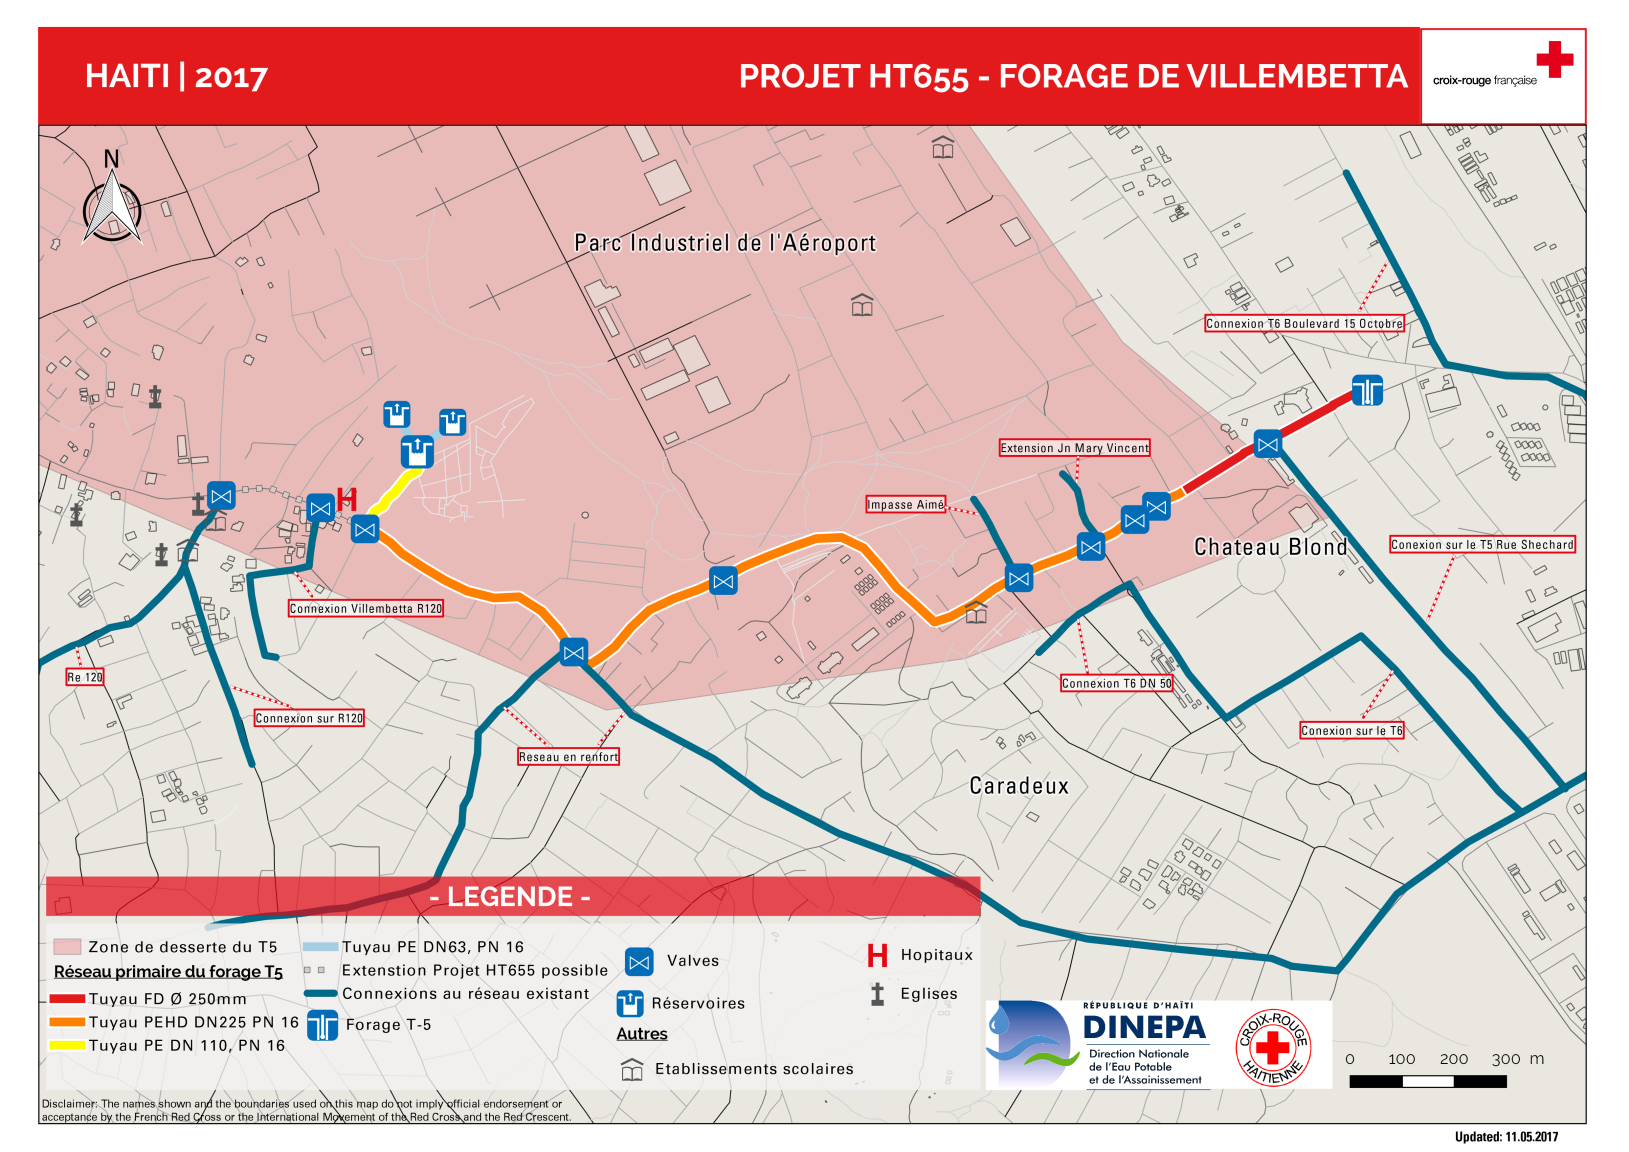 HAITI | 2017
PROJET HT655 - FORAGE DE VILLEMBETTA
croix-rouge française
N
Parc Industriel de l'Aéroport
Connexion T6 Boulevard 15 Octobre
Extension Jn Mary Vincent
H
Impasse Aimé
Chateau Blond
Conexion sur le T5 Rue Shechard
Connexion Villembetta R120
Re 120
Connexion T6 DN 50
Connexion sur R120
Conexion sur le T6
Reseau en renfort
Caradeux
- LEGENDE -
Zone de desserte du T5
Réseau primaire du forage T5
Tuyau FD Ø 250mm
Tuyau PEHD DN225 PN 16
Tuyau PE DN 110, PN 16
Tuyau PE DN63, PN 16
Extenstion Projet HT655 possible
Connexions au réseau existant
Forage T-5
Valves
Réservoires
Autres
Etablissements scolaires
H Hopitaux
Eglises
RÉPUBLIQUE D'HAÏTI
DINEPA
Direction Nationale
de l'Eau Potable
et de l'Assainissement
CROIX-ROUGE
HAITIENNE
0 100 200 300 m
Disclaimer: The names shown and the boundaries used on this map do not imply official endorsement or
acceptance by the French Red Cross or the International Movement of the Red Cross and the Red Crescent.
Updated: 11.05.2017